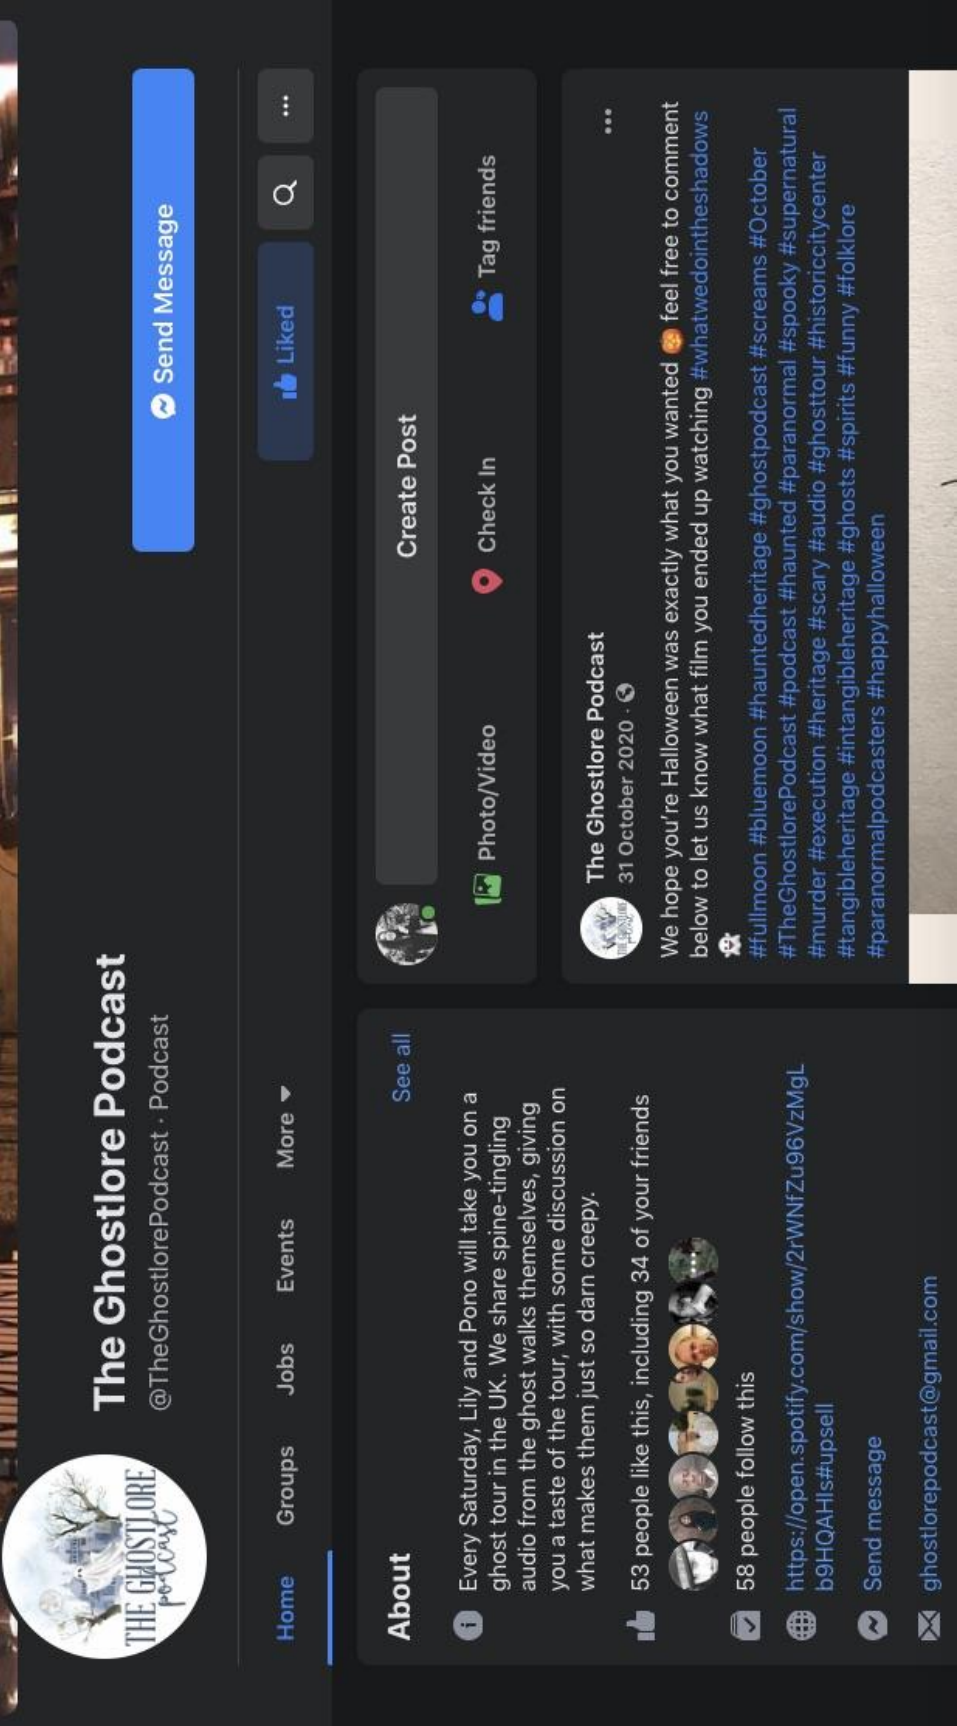 THE GHOSTLORE
podcast
The Ghostlore Podcast
@TheGhostlorePodcast · Podcast
Send Message
Home
Groups
Jobs
Events
More
Liked
About
See all
Every Saturday, Lily and Pono will take you on a
ghost tour in the UK. We share spine-tingling
audio from the ghost walks themselves, giving
you a taste of the tour, with some discussion on
what makes them just so darn creepy.
53 people like this, including 34 of your friends
58 people follow this
https://open.spotify.com/show/2rWNfZu96VzMgL
b9HQAHIs#upsell
Send message
ghostlorepodcast@gmail.com
Create Post
Photo/Video
Check In
Tag friends
THE GHOSTLORE
podcast
The Ghostlore Podcast
31 October 2020 ·
We hope you're Halloween was exactly what you wanted 🎃 feel free to comment
below to let us know what film you ended up watching #whatwedointheshadows
👻
#fullmoon #bluemoon #hauntedheritage #ghostpodcast #screams #October
#TheGhostlorePodcast #podcast #haunted #paranormal #spooky #supernatural
#murder #execution #heritage #scary #audio #ghosttour #historiccitycenter
#tangibleheritage #intangibleheritage #ghosts #spirits #funny #folklore
#paranormalpodcasters #happyhalloween